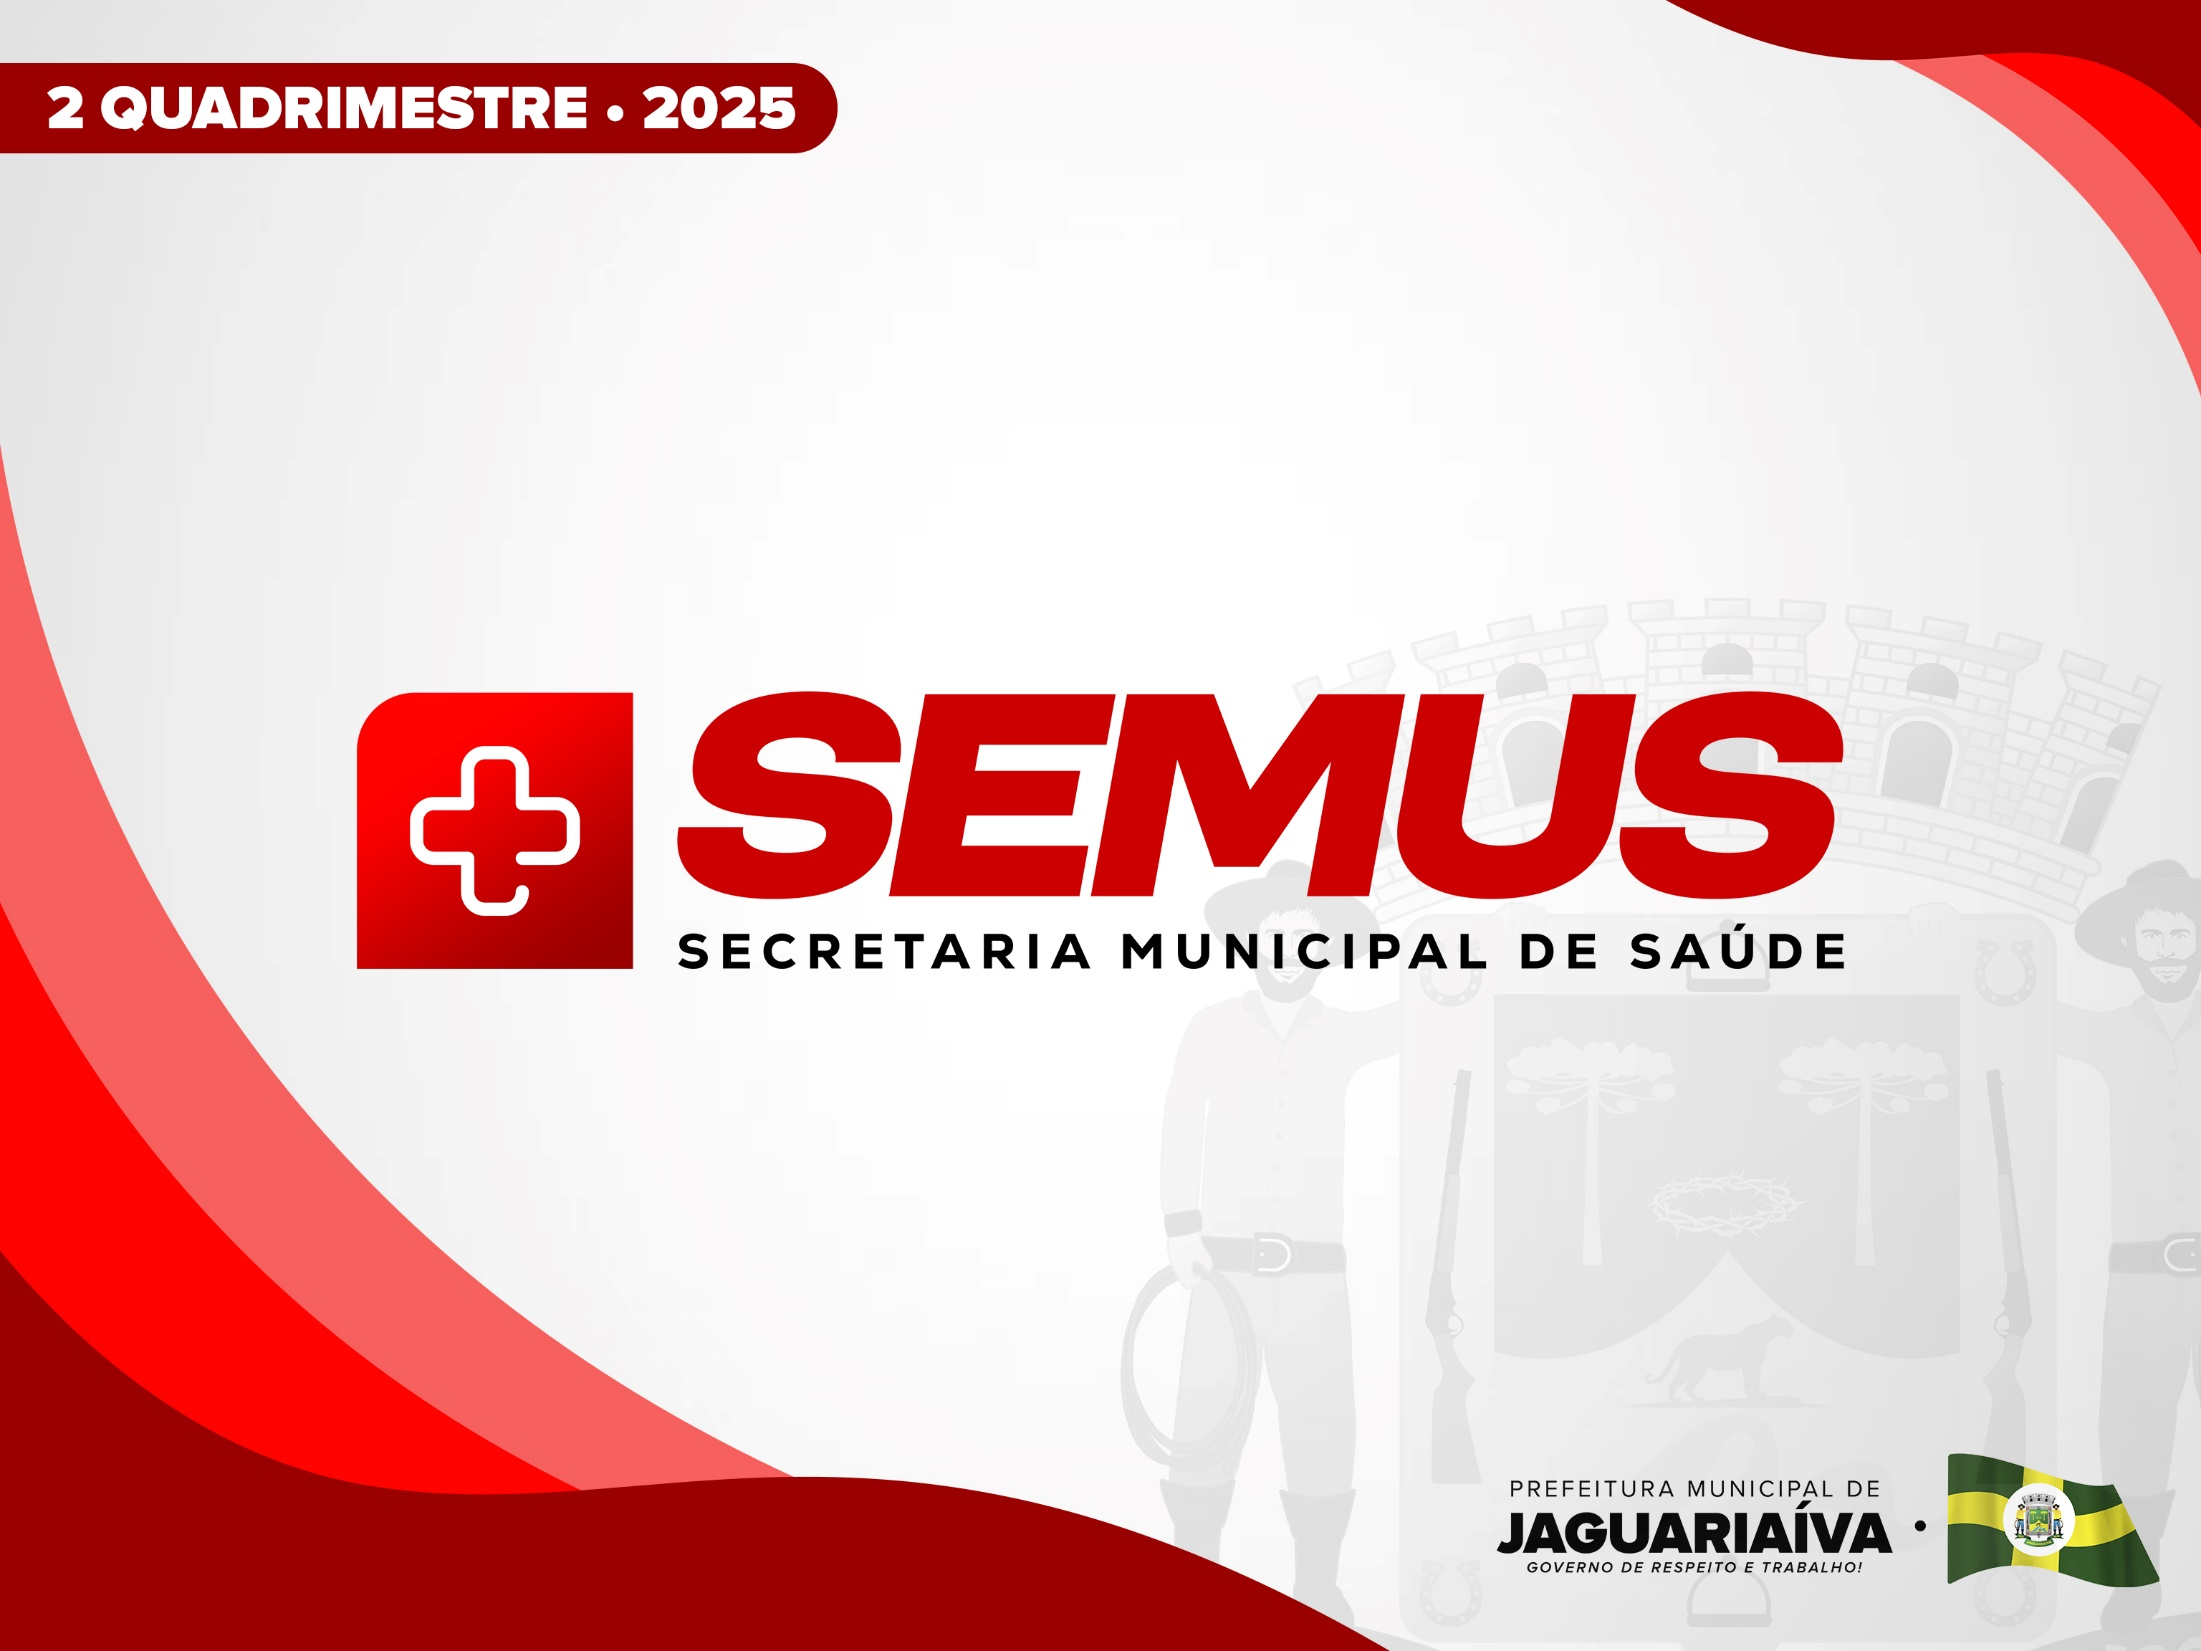 2 QUADRIMESTRE • 2025
SEMUS
SECRETARIA MUNICIPAL DE SAÚDE
PREFEITURA MUNICIPAL DE
JAGUARIAÍVA •
GOVERNO DE RESPEITO E TRABALHO!